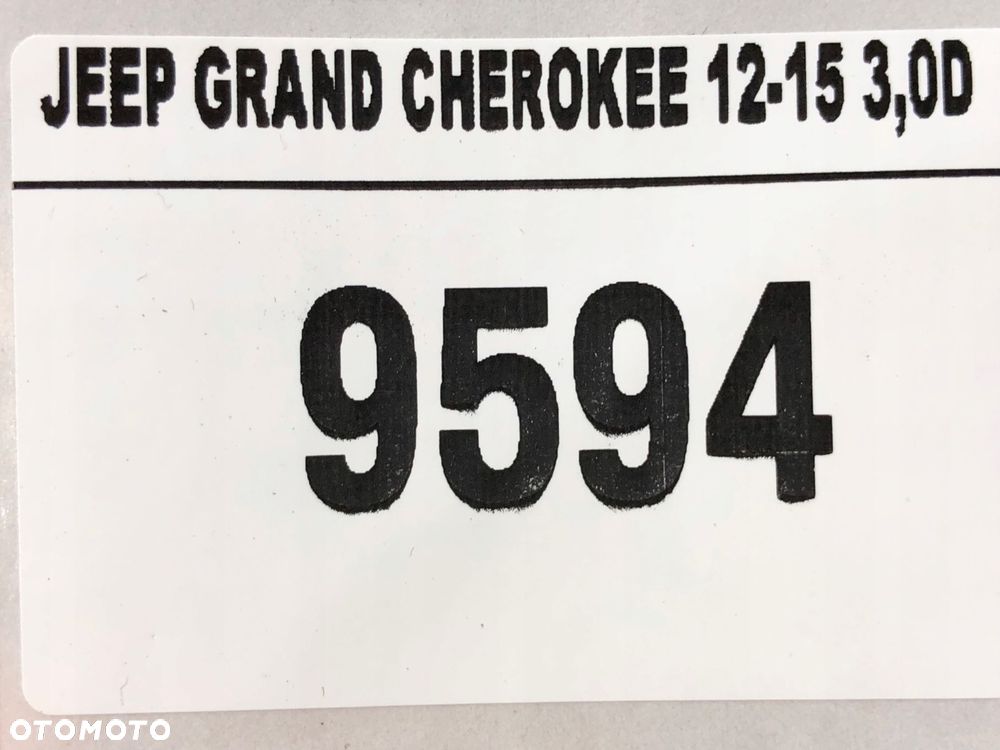 JEEP GRAND CHEROKEE 12-15 3,0D
9594
OTOMOTO